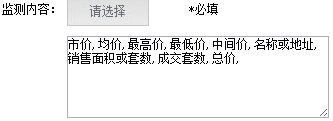 监测内容： 请选择 *必填
市价, 均价, 最高价, 最低价, 中间价, 名称或地址,
销售面积或套数, 成交套数, 总价,